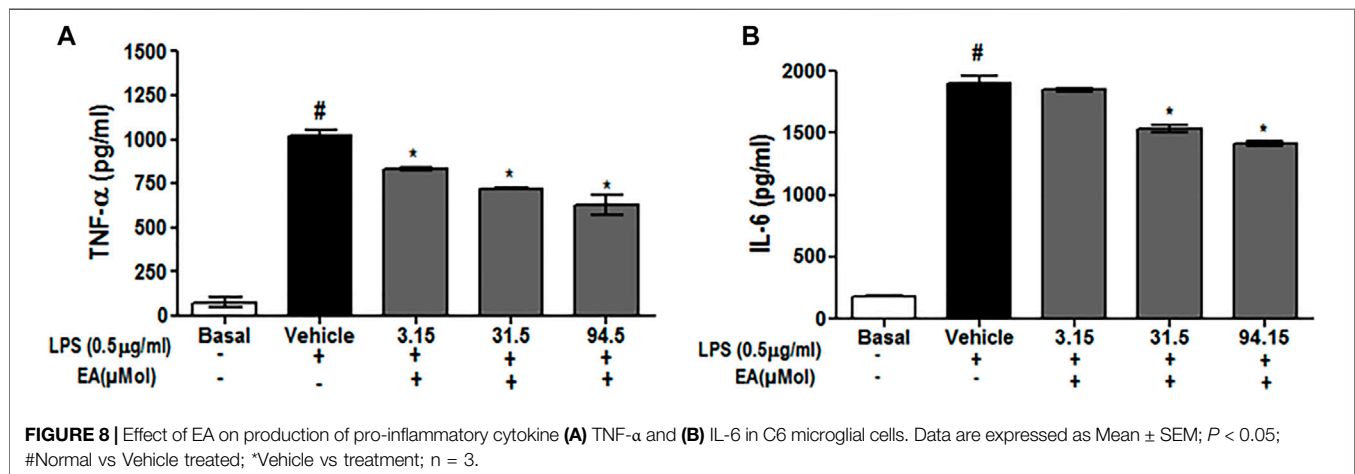 A
TNF-α (pg/ml)
1500
1250
1000
750
500
250
0
#
*
*
*
Basal Vehicle 3.15 31.5 94.5
LPS (0.5µg/ml) - + + + +
EA(µMol) - - + + +
B
IL-6 (pg/ml)
2000
1500
1000
500
0
#
*
*
Basal Vehicle 3.15 31.5 94.15
LPS (0.5µg/ml) - + + + +
EA(µMol) - - + + +
FIGURE 8 | Effect of EA on production of pro-inflammatory cytokine (A) TNF-α and (B) IL-6 in C6 microglial cells. Data are expressed as Mean ± SEM; P < 0.05;
#Normal vs Vehicle treated; *Vehicle vs treatment; n = 3.